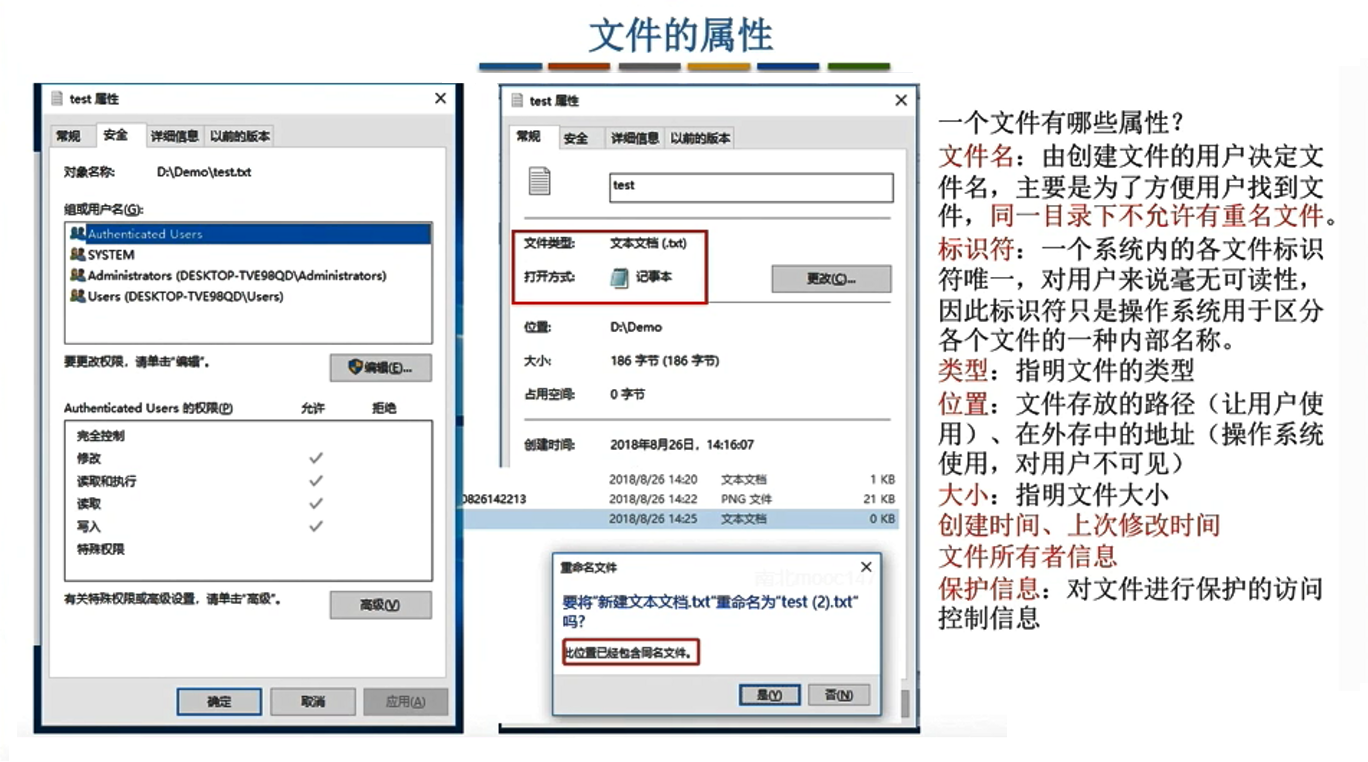 文件的属性
test 属性
常规 安全 详细信息 以前的版本
对象名称: D:\Demo\test.txt
组或用户名(G):
Authenticated Users
SYSTEM
Administrators (DESKTOP-TVE98QD\Administrators)
Users (DESKTOP-TVE98QD\Users)
要更改权限，请单击"编辑"。
编辑(E)...
Authenticated Users 的权限(P) 允许 拒绝
完全控制
修改
读取和执行
读取
写入
特殊权限
有关特殊权限或高级设置，请单击"高级"。
高级(V)
确定 取消 应用(A)
test 属性
常规 安全 详细信息 以前的版本
test
文件类型: 文本文档 (.txt)
打开方式: 记事本
更改(C)...
位置: D:\Demo
大小: 186 字节 (186 字节)
占用空间: 0 字节
创建时间: 2018年8月26日，14:16:07
2018/8/26 14:20 文本文档 1 KB
0826142213 2018/8/26 14:22 PNG 文件 21 KB
2018/8/26 14:25 文本文档 0 KB
重命名文件
要将"新建文本文档.txt"重命名为"test (2).txt"
吗?
此位置已经包含同名文件。
是(Y) 否(N)
一个文件有哪些属性？
文件名：由创建文件的用户决定文
件名，主要是为了方便用户找到文
件，同一目录下不允许有重名文件。
标识符：一个系统内的各文件标识
符唯一，对用户来说毫无可读性，
因此标识符只是操作系统用于区分
各个文件的一种内部名称。
类型：指明文件的类型
位置：文件存放的路径（让用户使
用）、在外存中的地址（操作系统
使用，对用户不可见）
大小：指明文件大小
创建时间、上次修改时间
文件所有者信息
保护信息：对文件进行保护的访问
控制信息